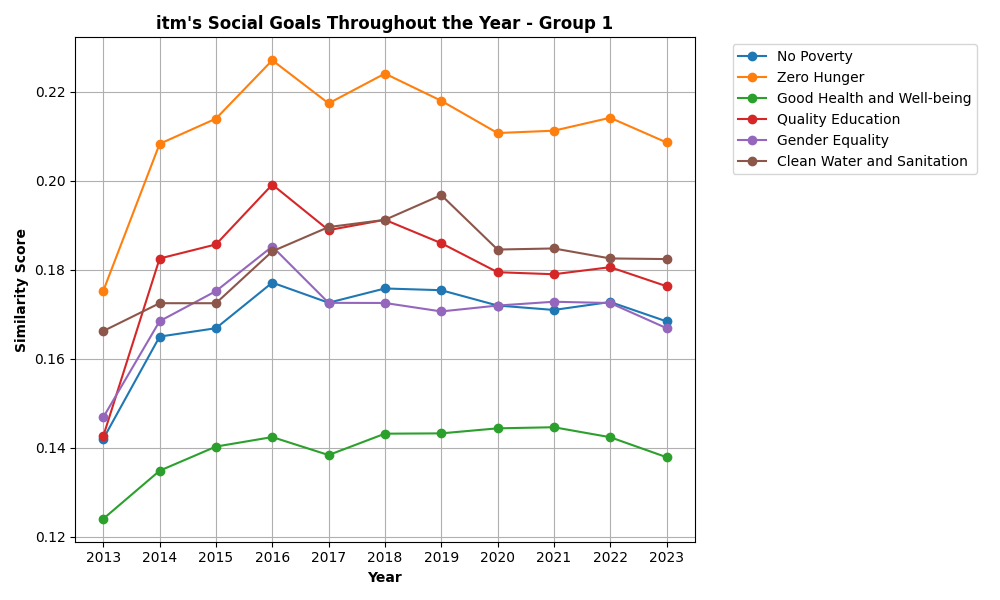 itm's Social Goals Throughout the Year - Group 1
No Poverty
Zero Hunger
Good Health and Well-being
Quality Education
Gender Equality
Clean Water and Sanitation
Similarity Score
0.22
0.20
0.18
0.16
0.14
0.12
2013 2014 2015 2016 2017 2018 2019 2020 2021 2022 2023
Year